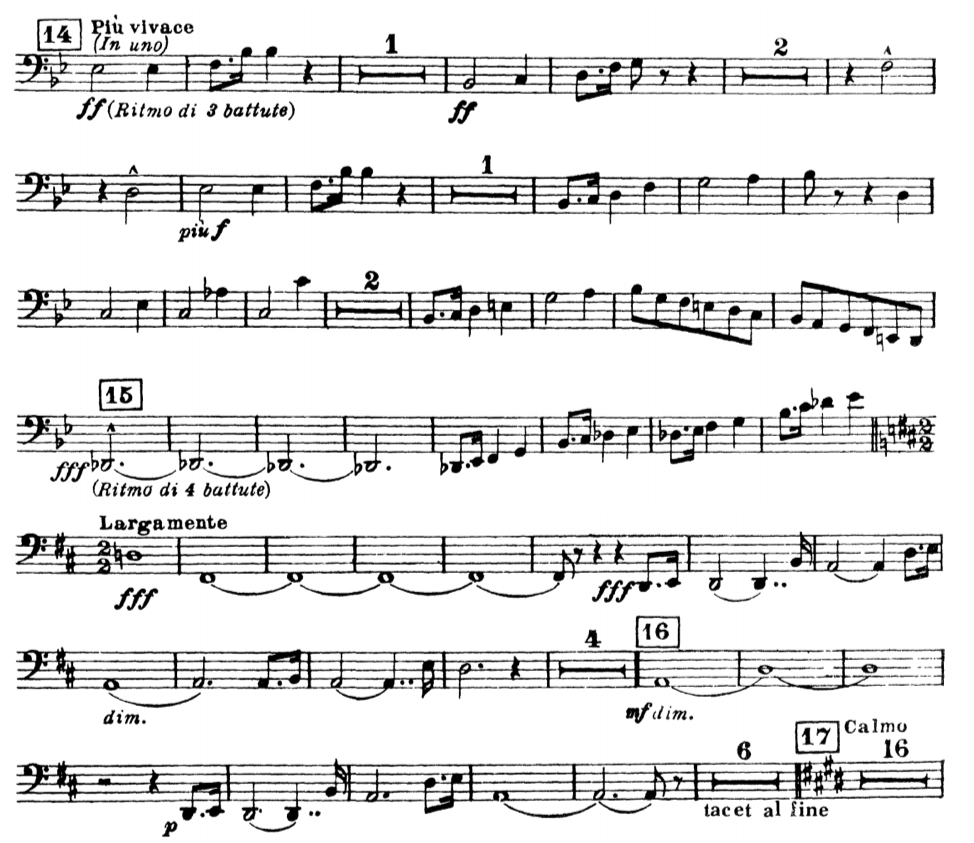 14 Più vivace
(In uno)
1
2
ff (Ritmo di 3 battute)
ff
1
più f
2
15
fff
(Ritmo di 4 battute)
2
2
Largamente
2
2
fff
fff
4
16
dim.
mf dim.
6
17 Calmo
16
p
tacet al fine